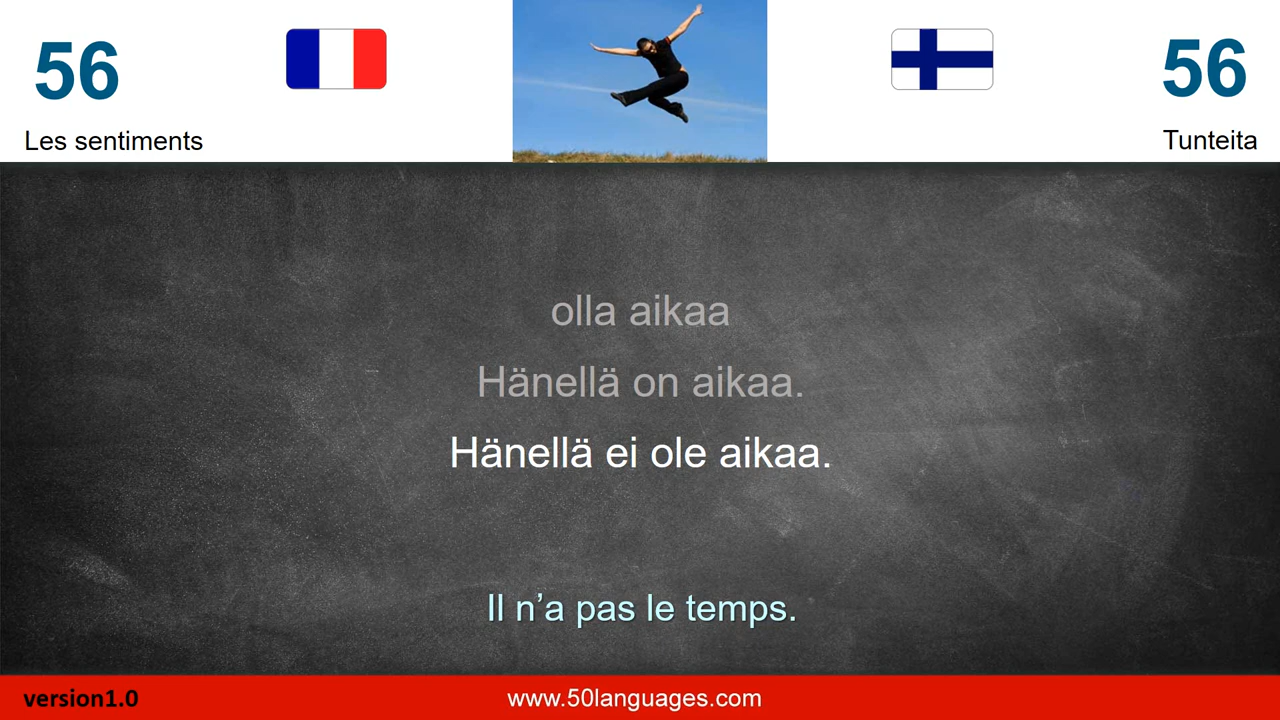 56
56
Les sentiments
Tunteita
olla aikaa
Hänellä on aikaa.
Hänellä ei ole aikaa.
Il n’a pas le temps.
version1.0
www.50languages.com